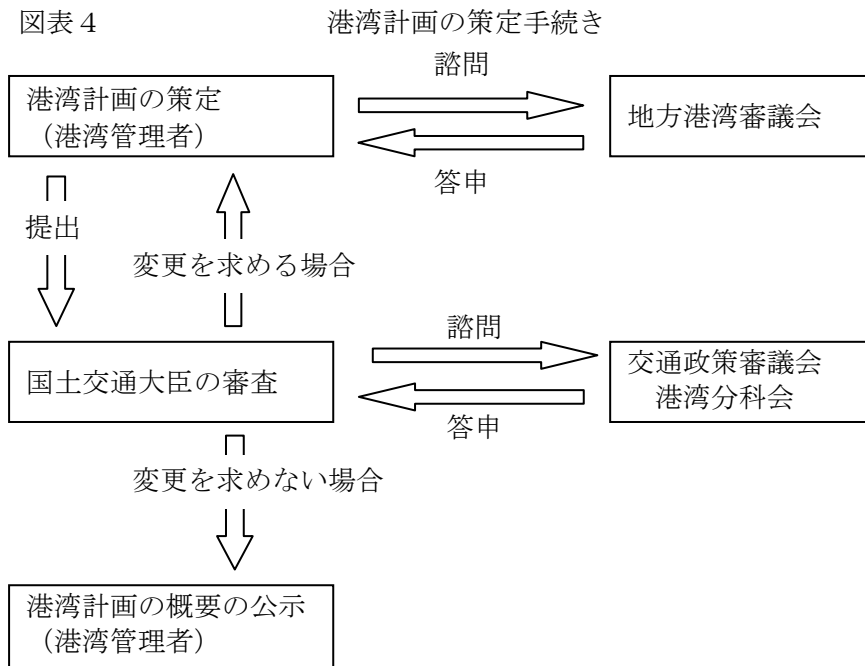 図表４
港湾計画の策定手続き
諮問
港湾計画の策定
（港湾管理者）
地方港湾審議会
答申
提出
変更を求める場合
諮問
国土交通大臣の審査
交通政策審議会
港湾分科会
答申
変更を求めない場合
港湾計画の概要の公示
（港湾管理者）